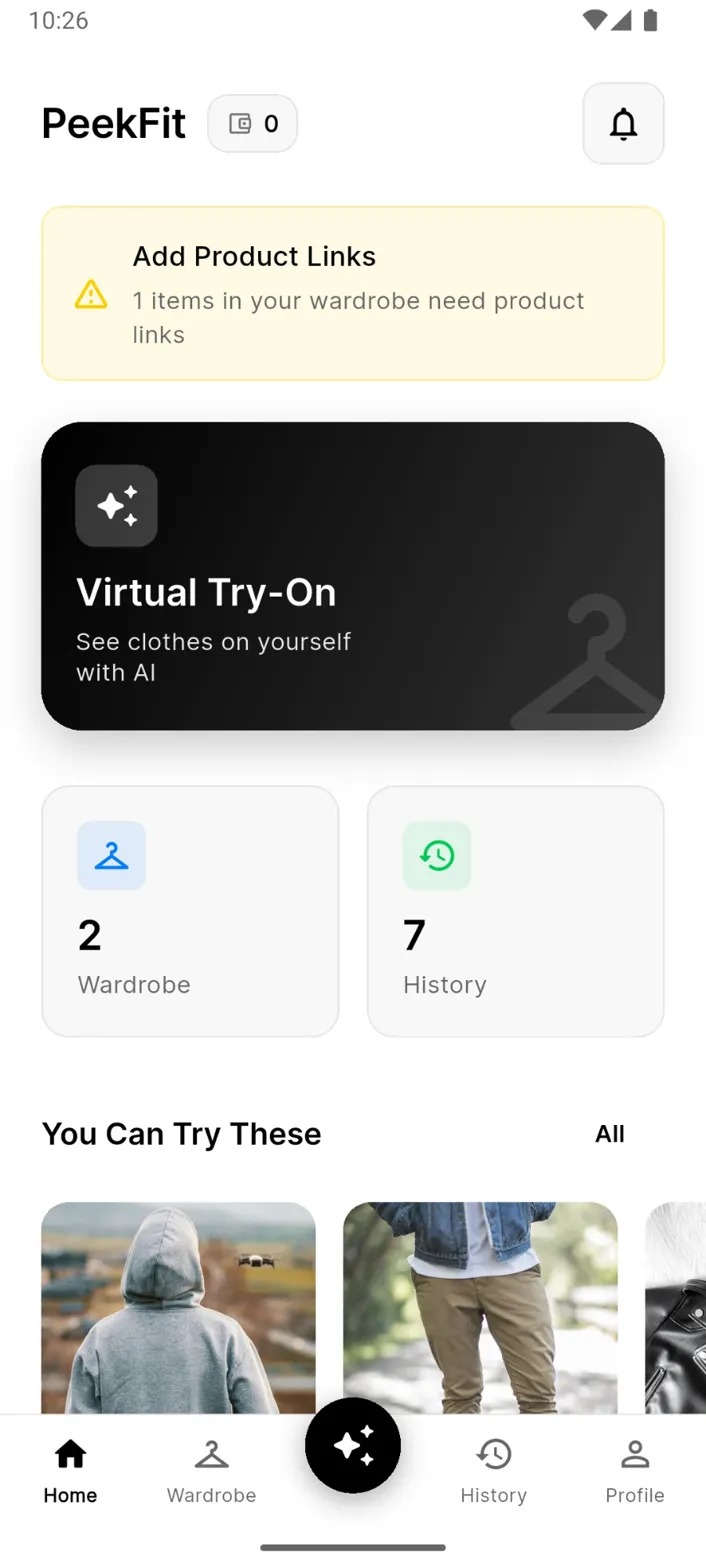 10:26
PeekFit
0
Add Product Links
1 items in your wardrobe need product
links
Virtual Try-On
See clothes on yourself
with AI
2
Wardrobe
7
History
You Can Try These
All
Home
Wardrobe
History
Profile